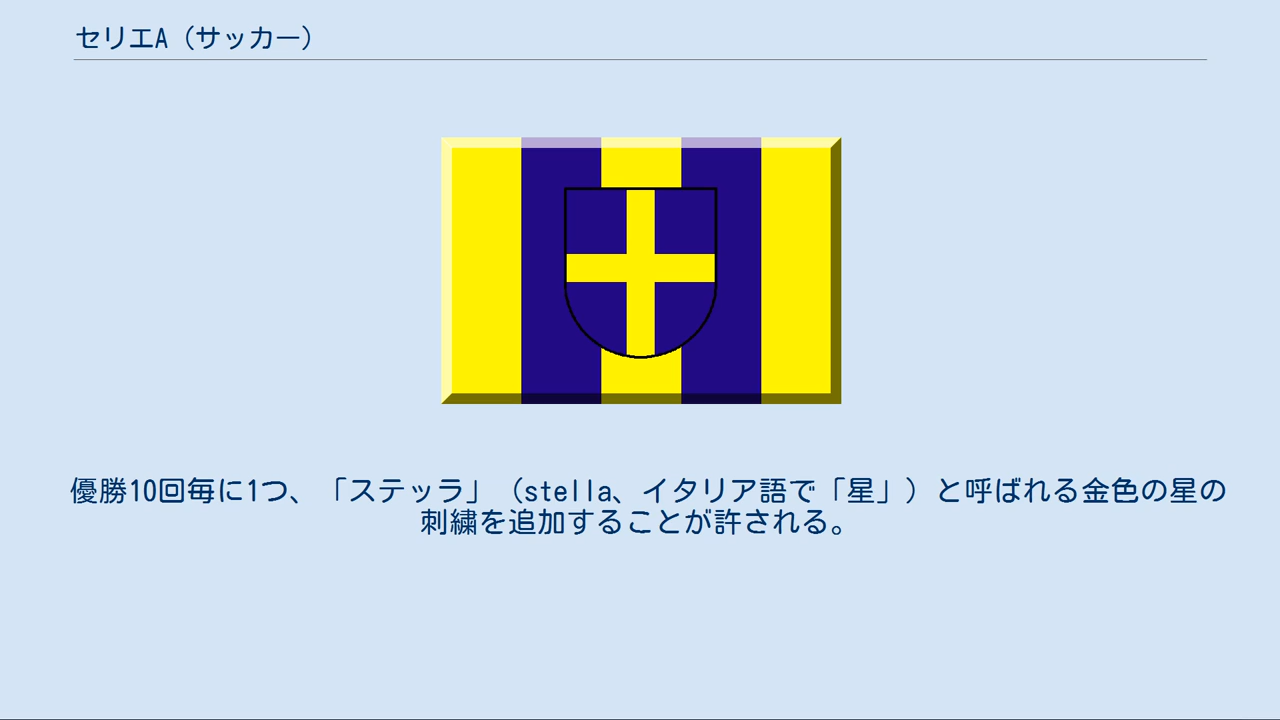 セリエA（サッカー）
優勝10回毎に1つ、「ステッラ」（stella、イタリア語で「星」）と呼ばれる金色の星の
刺繍を追加することが許される。